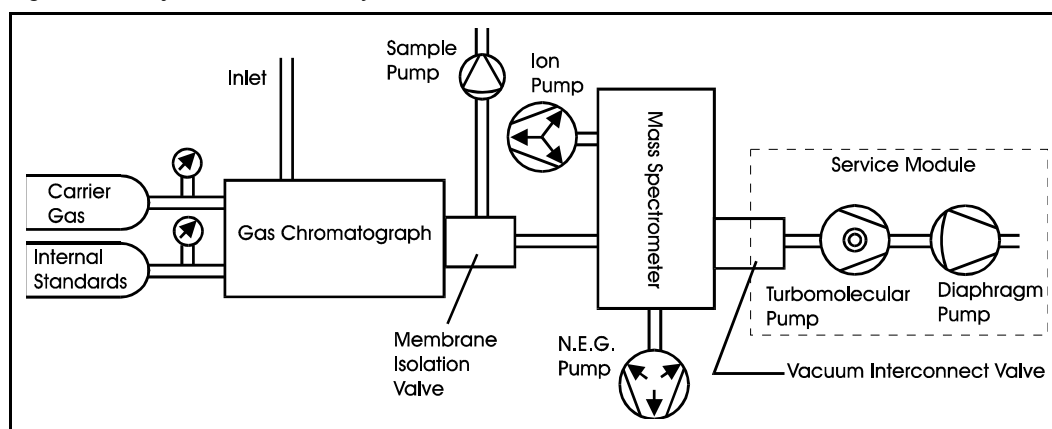 Sample
Pump
Inlet
Ion
Pump
Mass Spectrometer
Service Module
Carrier
Gas
Internal
Standards
Gas Chromatograph
Turbomolecular
Pump
Diaphragm
Pump
Membrane
Isolation
Valve
N.E.G.
Pump
Vacuum Interconnect Valve